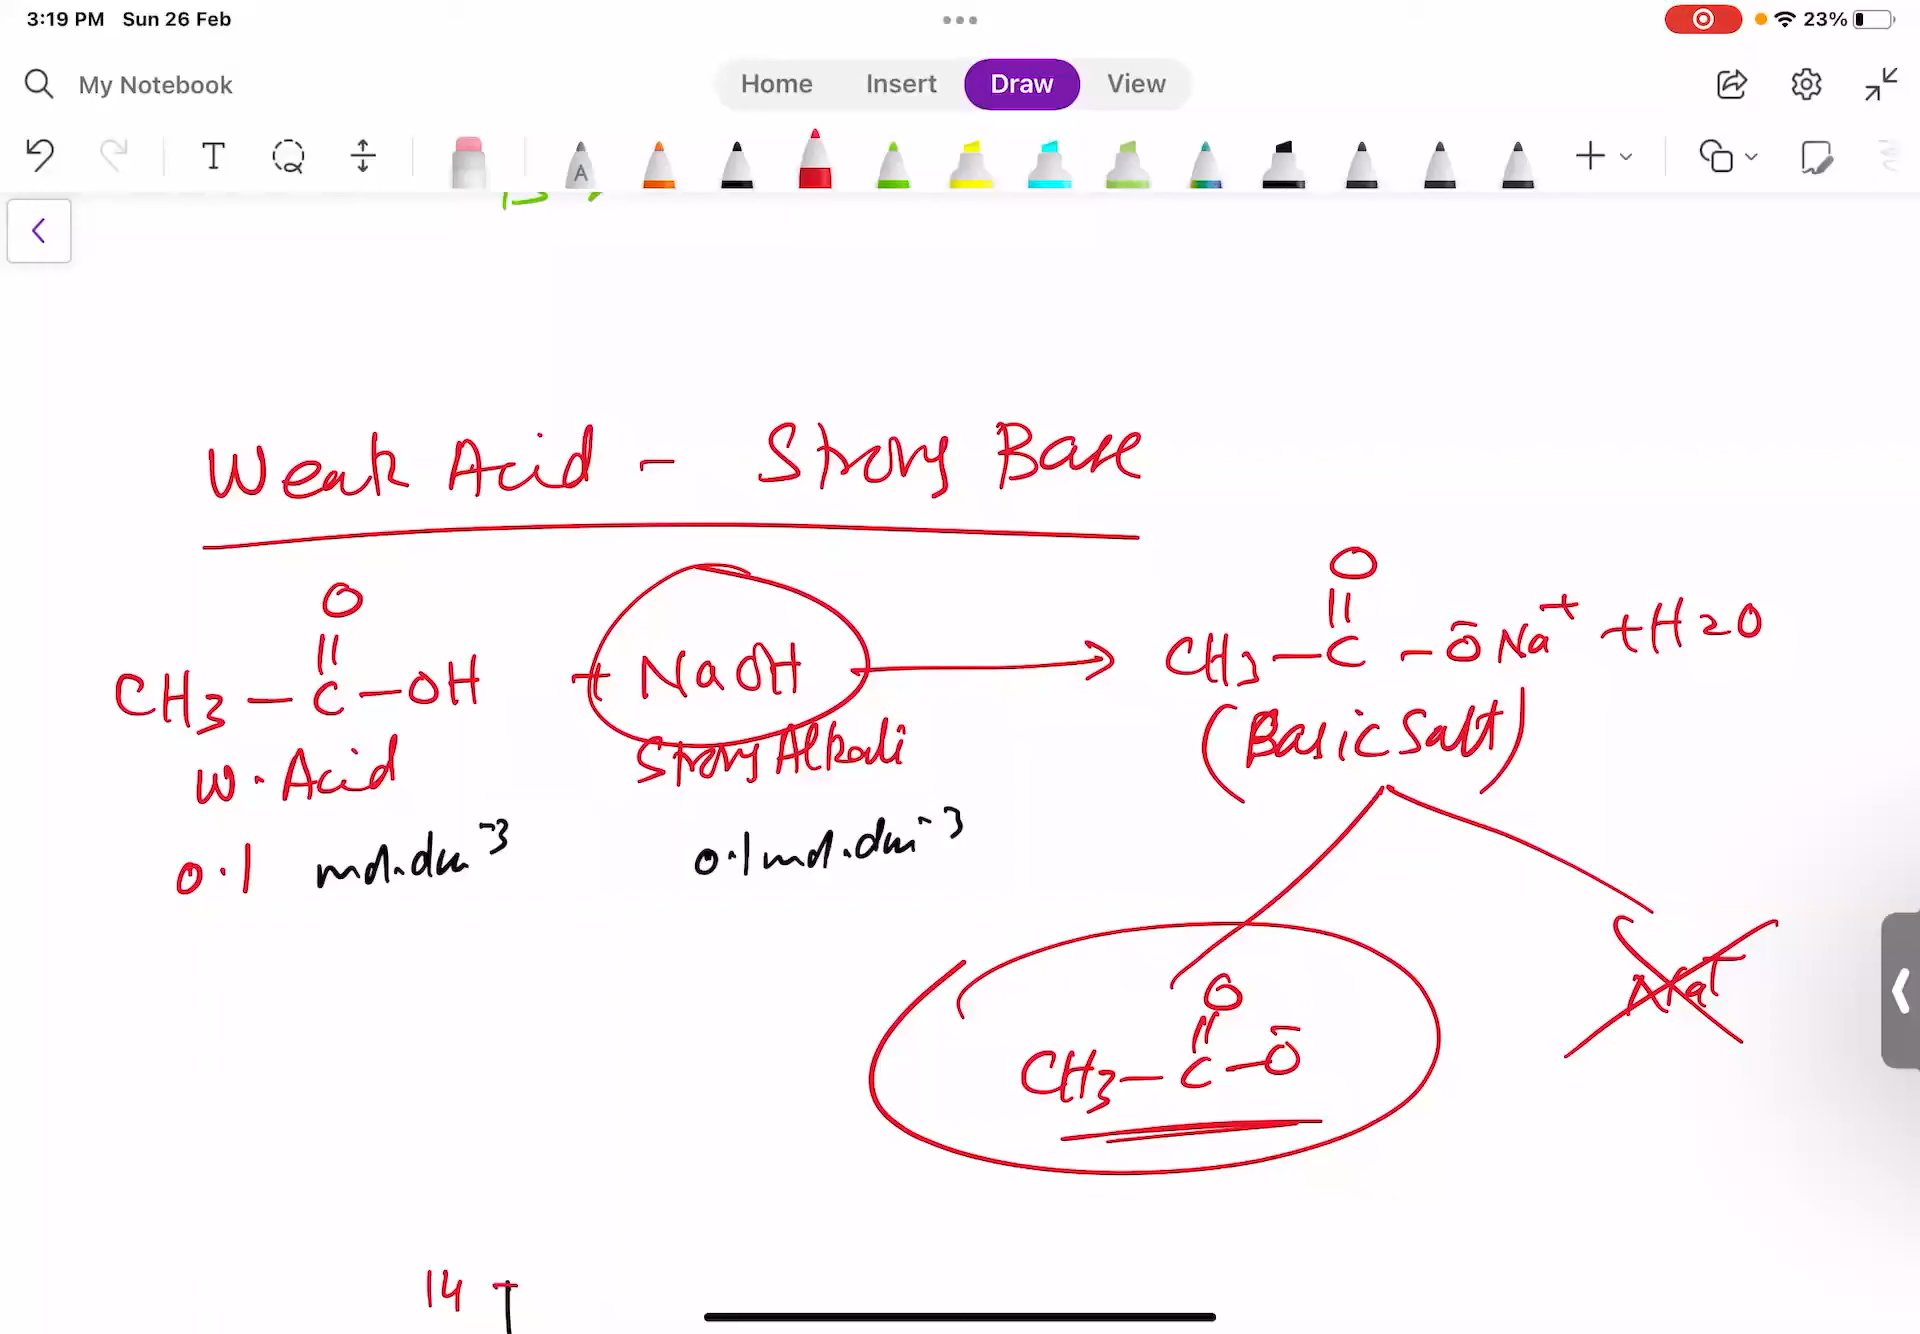 3:19 PM Sun 26 Feb
23%
My Notebook
Home Insert Draw View
T
A
Weak Acid - Strong Base
O
||
CH3 - C - OH + NaOH → CH3 - C - ŌNa+ + H2O
O
||
W. Acid Strong Alkali (Basic Salt)
0.1 mol.dm-3 0.1 mol.dm-3
O
||
CH3 - C - Ō
Na+
14